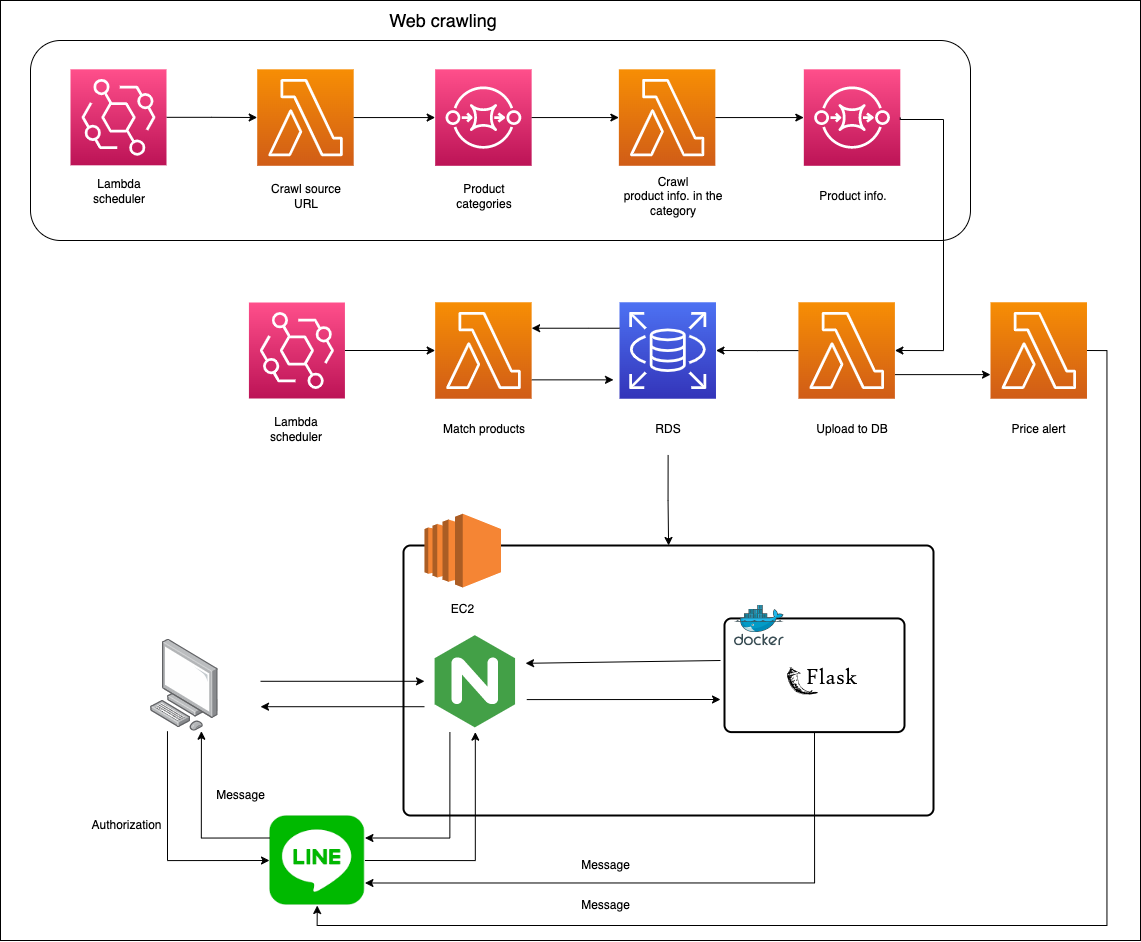 Web crawling
Lambda
scheduler
Crawl source
URL
Product
categories
Crawl
product info. in the
category
Product info.
Lambda
scheduler
Match products
RDS
Upload to DB
Price alert
EC2
docker
Flask
N
Message
Authorization
LINE
Message
Message